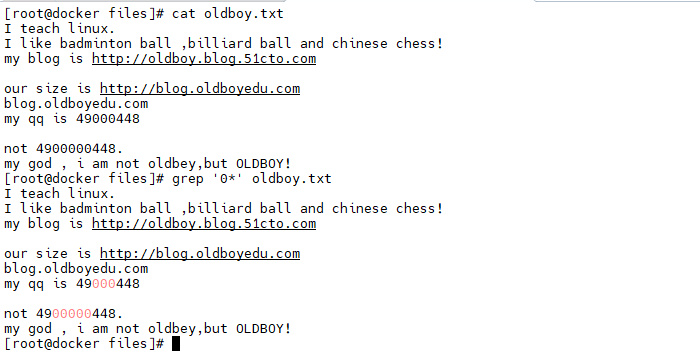 [root@docker files]# cat oldboy.txt
I teach linux.
I like badminton ball ,billiard ball and chinese chess!
my blog is http://oldboy.blog.51cto.com
our size is http://blog.oldboyedu.com
blog.oldboyedu.com
my qq is 49000448
not 4900000448.
my god , i am not oldbey,but OLDBOY!
[root@docker files]# grep '0*' oldboy.txt
I teach linux.
I like badminton ball ,billiard ball and chinese chess!
my blog is http://oldboy.blog.51cto.com
our size is http://blog.oldboyedu.com
blog.oldboyedu.com
my qq is 49000448
not 4900000448.
my god , i am not oldbey,but OLDBOY!
[root@docker files]#